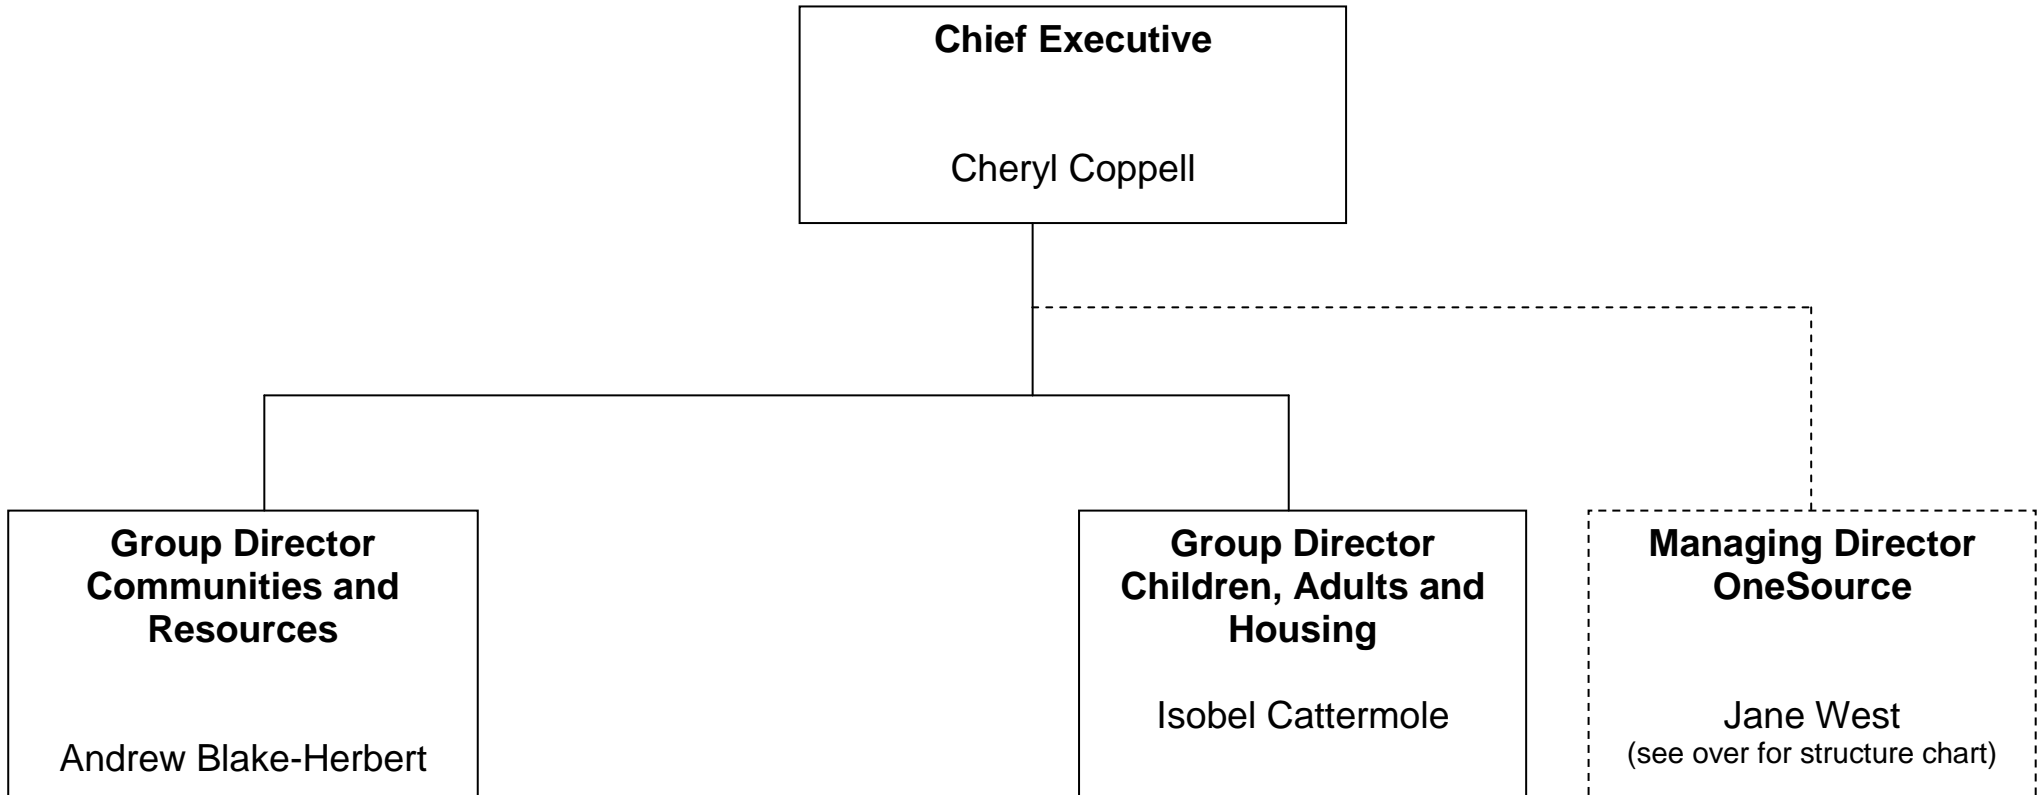 Chief Executive
Cheryl Coppell
Group Director
Communities and
Resources
Andrew Blake-Herbert
Group Director
Children, Adults and
Housing
Isobel Cattermole
Managing Director
OneSource
Jane West
(see over for structure chart)